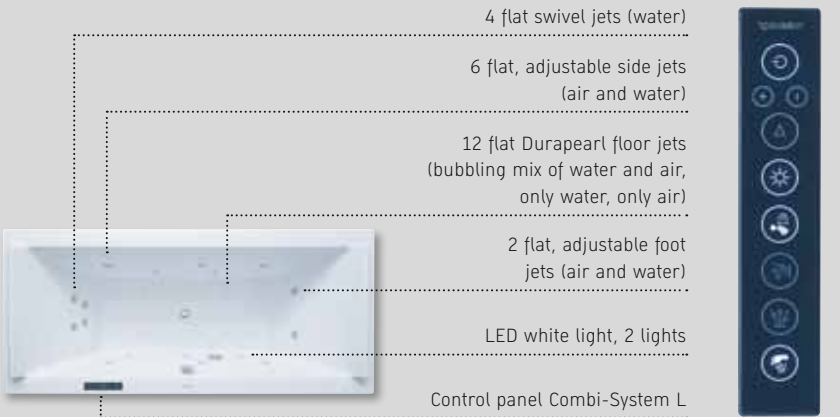 4 flat swivel jets (water)
6 flat, adjustable side jets
(air and water)
12 flat Durapearl floor jets
(bubbling mix of water and air,
only water, only air)
2 flat, adjustable foot
jets (air and water)
LED white light, 2 lights
Control panel Combi-System L